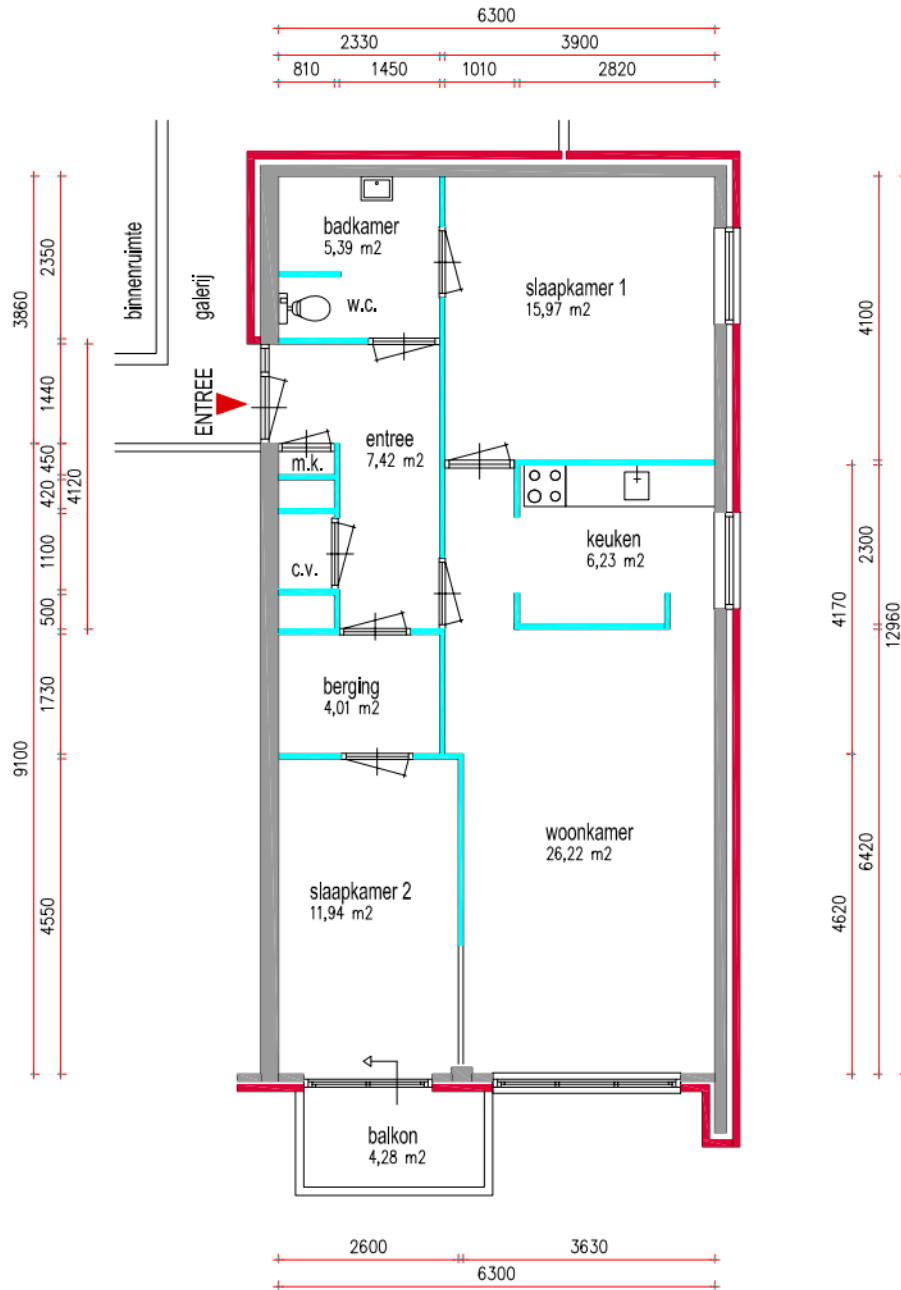 6300
2330 3900
810 1450 1010 2820
binnenruimte
galerij
badkamer
5,39 m2
w.c.
slaapkamer 1
15,97 m2
3860
2350
4100
ENTREE
entree
7,42 m2
m.k.
1440
450
420
4120
1100
500
c.v.
keuken
6,23 m2
2300
4170
12960
berging
4,01 m2
1730
9100
woonkamer
26,22 m2
slaapkamer 2
11,94 m2
4550
6420
4620
balkon
4,28 m2
2600 3630
6300